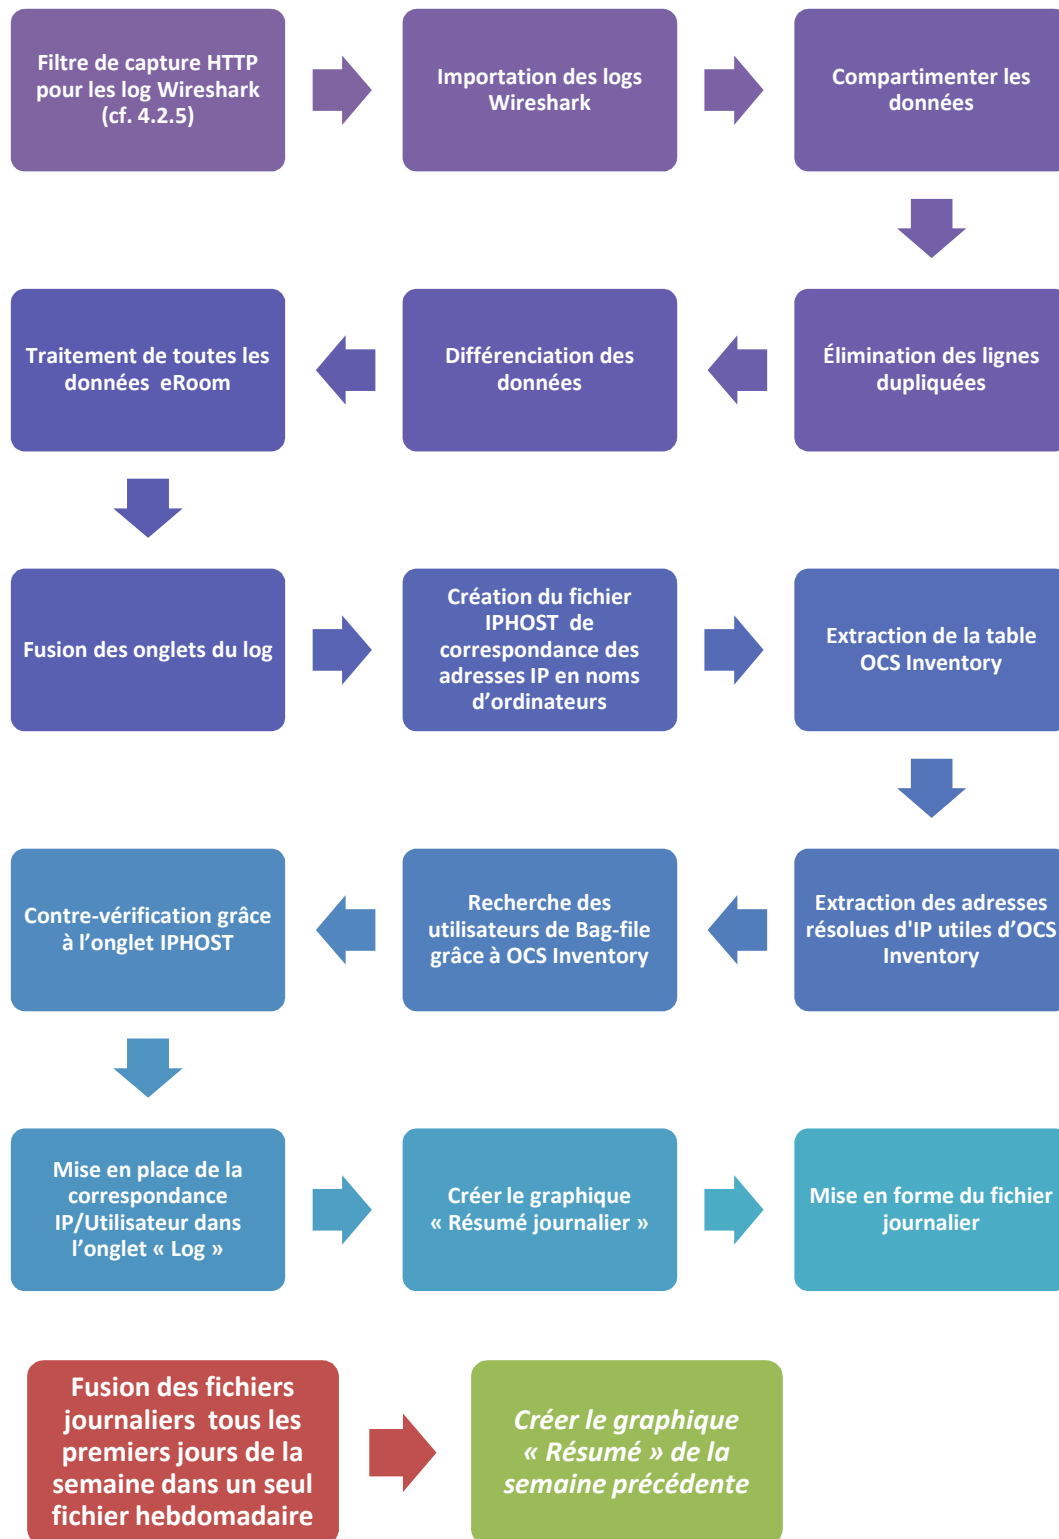 Filtre de capture HTTP
pour les log Wireshark
(cf. 4.2.5)
Importation des logs
Wireshark
Compartimenter les
données
Traitement de toutes les
données eRoom
Différenciation des
données
Élimination des lignes
dupliquées
Fusion des onglets du log
Création du fichier
IPHOST de
correspondance des
adresses IP en noms
d’ordinateurs
Extraction de la table
OCS Inventory
Contre-vérification grâce
à l’onglet IPHOST
Recherche des
utilisateurs de Bag-file
grâce à OCS Inventory
Extraction des adresses
résolues d'IP utiles d’OCS
Inventory
Mise en place de la
correspondance
IP/Utilisateur dans
l’onglet « Log »
Créer le graphique
« Résumé journalier »
Mise en forme du fichier
journalier
Fusion des fichiers
journaliers tous les
premiers jours de la
semaine dans un seul
fichier hebdomadaire
Créer le graphique
« Résumé » de la
semaine précédente